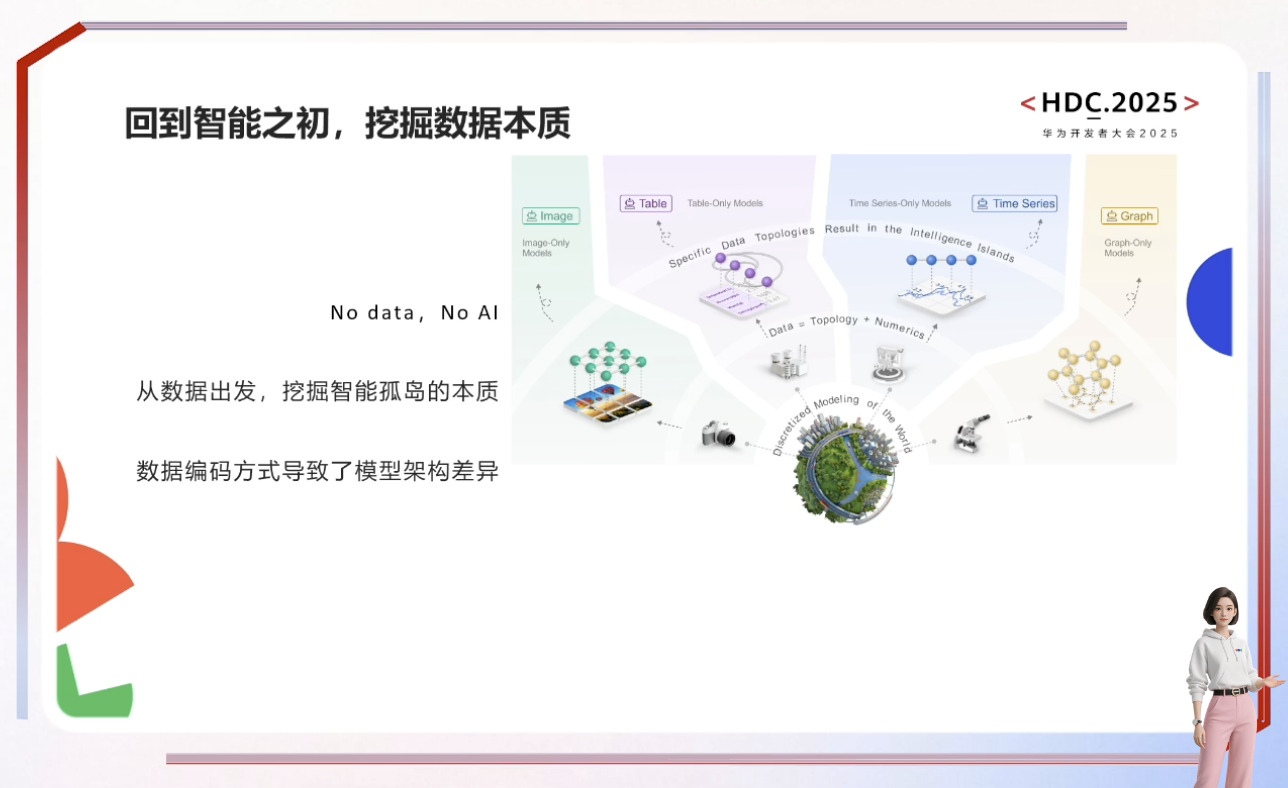 回到智能之初，挖掘数据本质
<HDC.2025>
华为开发者大会2025
No data，No AI
从数据出发，挖掘智能孤岛的本质
数据编码方式导致了模型架构差异
Image
Image-Only
Models
Table
Table-Only Models
Time Series-Only Models
Time Series
Graph
Graph-Only
Models
Specific Data Topologies Result in the Intelligence Islands
Data = Topology + Numerics
Discretized Modeling of the World